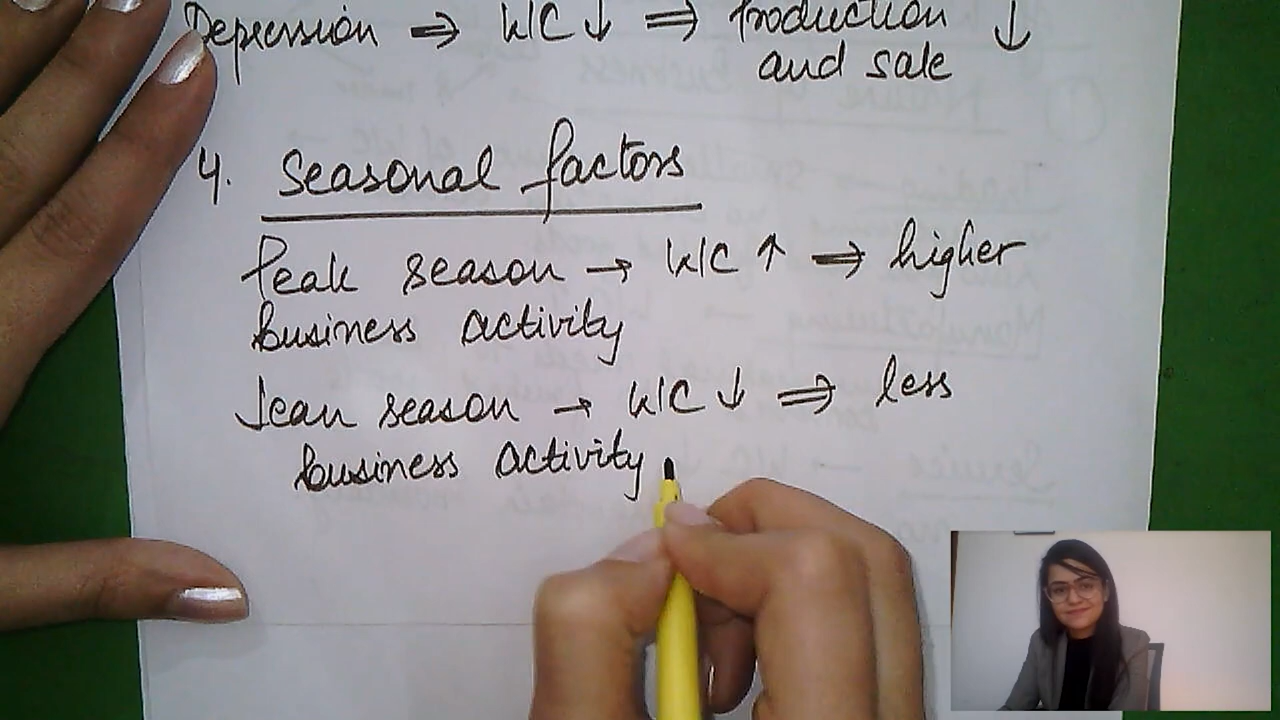 Depression ⇒ W/C ↓ ⇒ Production ↓
and sale
4. Seasonal factors
Peak season → W/C ↑ ⇒ higher
business activity
Lean season → W/C ↓ ⇒ less
business activity